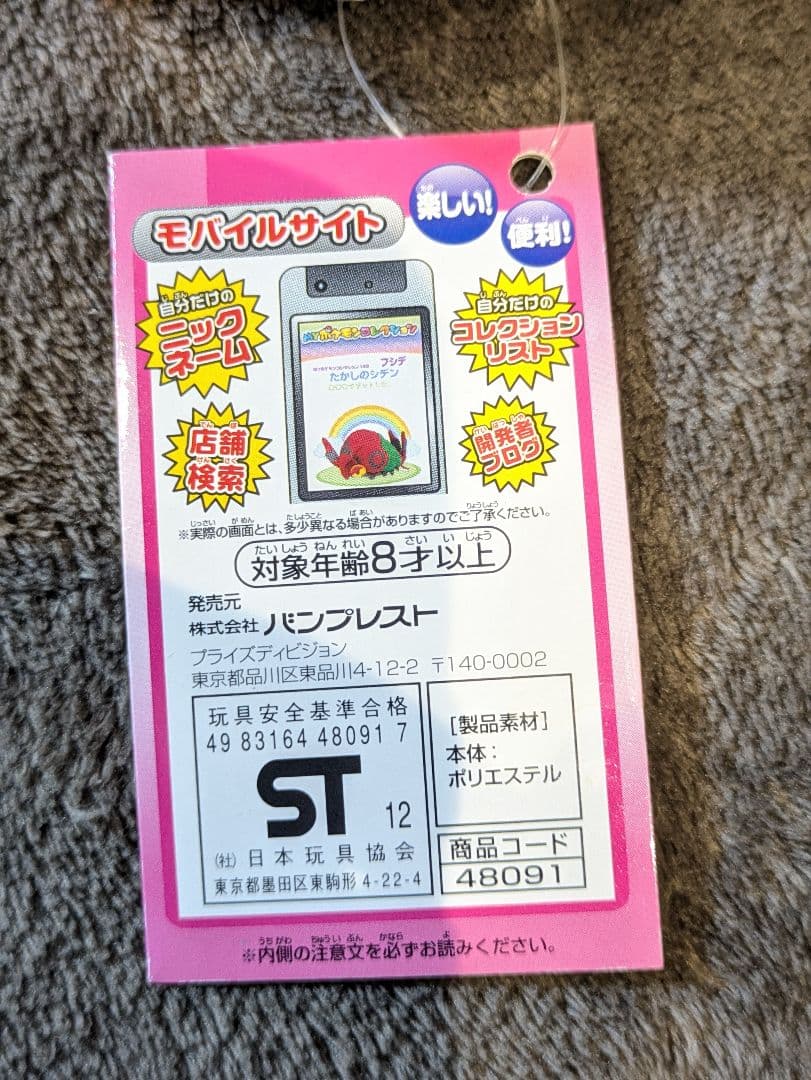 楽しい!
便利!
モバイルサイト
自分だけの
ニック
ネーム
自分だけの
コレクション
リスト
MYポケモンコレクション
フシデ
たかしのシデン
店舗
検索
開発者
ブログ
※実際の画面とは、多少異なる場合がありますのでご了承ください。
対象年齢8才以上
発売元
株式会社 バンプレスト
プライズディビジョン
東京都品川区東品川4-12-2 〒140-0002
玩具安全基準合格
49 83164 48091 7
ST 12
(社) 日本玩具協会
東京都墨田区東駒形 4-22-4
[製品素材]
本体:
ポリエステル
商品コード
48091
※内側の注意文を必ずお読みください。